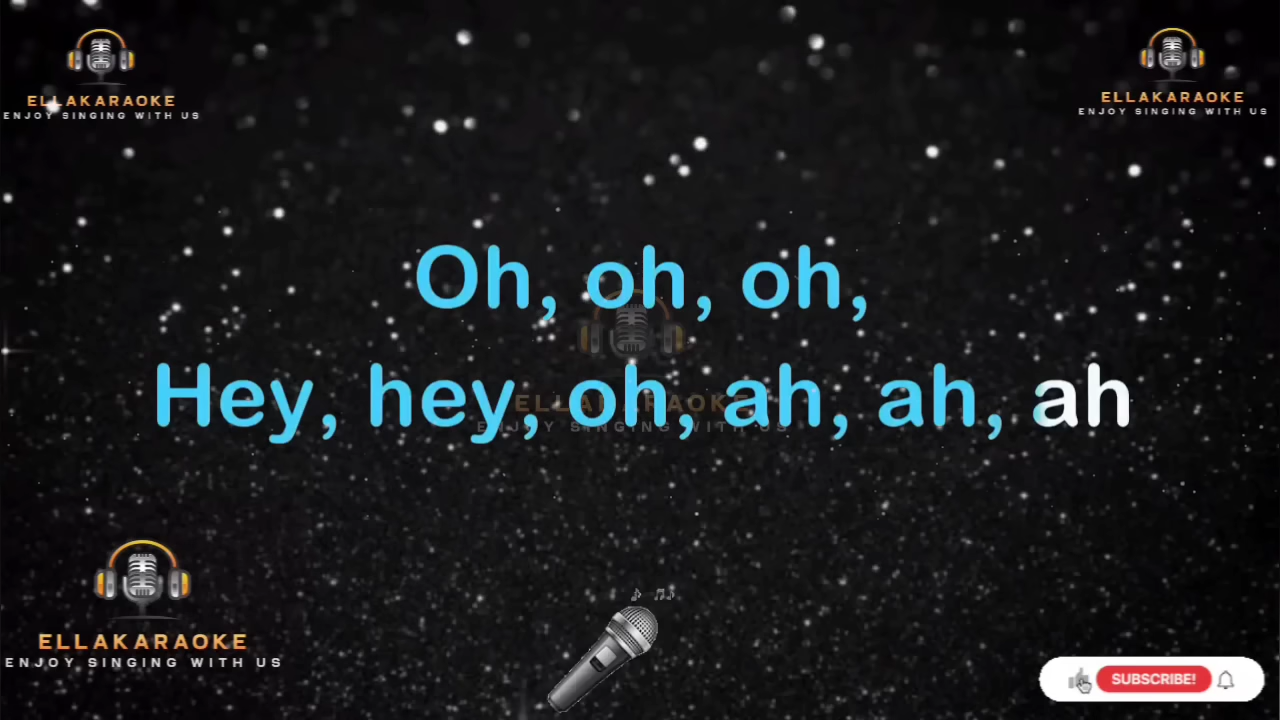 ELLAKARAOKE
ENJOY SINGING WITH US
ELLAKARAOKE
ENJOY SINGING WITH US
Oh, oh, oh,
Hey, hey, oh, ah, ah, ah
ELLAKARAOKE
ENJOY SINGING WITH US
ELLAKARAOKE
ENJOY SINGING WITH US
SUBSCRIBE!